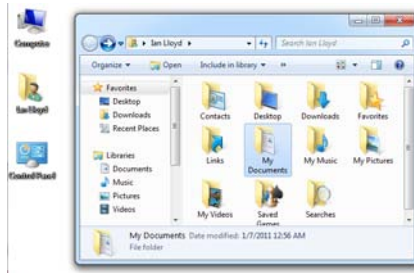 Computer
Ian Lloyd
Control Panel
Ian Lloyd
Search Ian Lloyd
Organize
Open
Include in library
»
Favorites
Desktop
Downloads
Recent Places
Libraries
Documents
Music
Pictures
Videos
Contacts
Desktop
Downloads
Favorites
Links
My Documents
My Music
My Pictures
My Videos
Saved Games
Searches
My Documents Date modified: 1/7/2011 12:56 AM
File folder